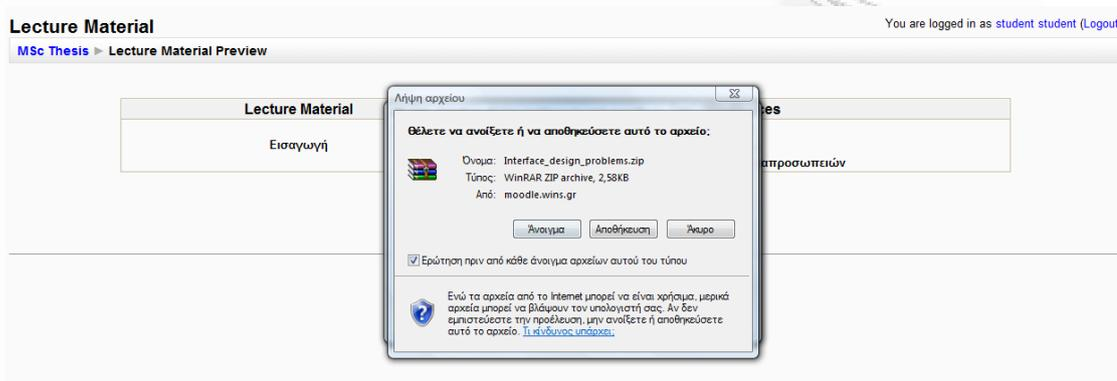 Lecture Material
You are logged in as student student (Logout
MSc Thesis ► Lecture Material Preview
Lecture Material
ces
Εισαγωγή
απροσωπειών
Λήψη αρχείου
Θέλετε να ανοίξετε ή να αποθηκεύσετε αυτό το αρχείο;
Όνομα: Interface_design_problems.zip
Τύπος: WinRAR ZIP archive, 2,58KB
Από: moodle.wins.gr
Άνοιγμα Αποθήκευση Άκυρο
Ερώτηση πριν από κάθε άνοιγμα αρχείων αυτού του τύπου
Ενώ τα αρχεία από το Internet μπορεί να είναι χρήσιμα, μερικά
αρχεία μπορεί να βλάψουν τον υπολογιστή σας. Αν δεν
εμπιστεύεστε την προέλευση, μην ανοίξετε ή αποθηκεύσετε
αυτό το αρχείο. Τι κίνδυνος υπάρχει;